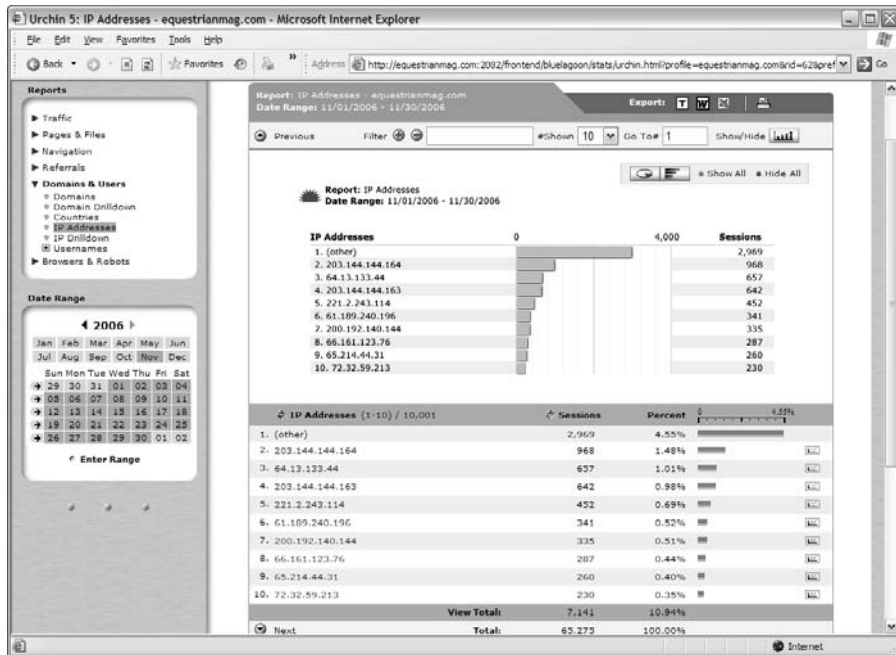 Urchin 5: IP Addresses - equestrianmag.com - Microsoft Internet Explorer
File Edit View Favorites Tools Help
Back Favorites » Address http://equestrianmag.com:2082/frontend/bluelagoon/stats/urchin.html?profile=equestrianmag.com&rid=62&pref Go
Reports
Traffic
Pages & Files
Navigation
Referrals
Domains & Users
Domains
Domain Drilldown
Countries
IP Addresses
IP Drilldown
Usernames
Browsers & Robots
Date Range
2006
Jan Feb Mar Apr May Jun
Jul Aug Sep Oct Nov Dec
Sun Mon Tue Wed Thu Fri Sat
29 30 31 01 02 03 04
05 06 07 08 09 10 11
12 13 14 15 16 17 18
19 20 21 22 23 24 25
26 27 28 29 30 01 02
Enter Range
Report: IP Addresses - equestrianmag.com
Date Range: 11/01/2006 - 11/30/2006
Export: T W
Previous Filter #Shown 10 Go To# 1 Show/Hide
Show All Hide All
Report: IP Addresses
Date Range: 11/01/2006 - 11/30/2006
IP Addresses 0 4,000 Sessions
1. (other) 2,969
2. 203.144.144.164 968
3. 64.13.133.44 657
4. 203.144.144.163 642
5. 221.2.243.114 452
6. 61.189.240.196 341
7. 200.192.140.144 335
8. 66.161.123.76 287
9. 65.214.44.31 260
10. 72.32.59.213 230
IP Addresses (1-10) / 10,001 Sessions Percent 0 4.55%
1. (other) 2,969 4.55%
2. 203.144.144.164 968 1.48%
3. 64.13.133.44 657 1.01%
4. 203.144.144.163 642 0.98%
5. 221.2.243.114 452 0.69%
6. 61.189.240.196 341 0.52%
7. 200.192.140.144 335 0.51%
8. 66.161.123.76 287 0.44%
9. 65.214.44.31 260 0.40%
10. 72.32.59.213 230 0.35%
View Total: 7,141 10.94%
Next Total: 65,275 100.00%
Internet